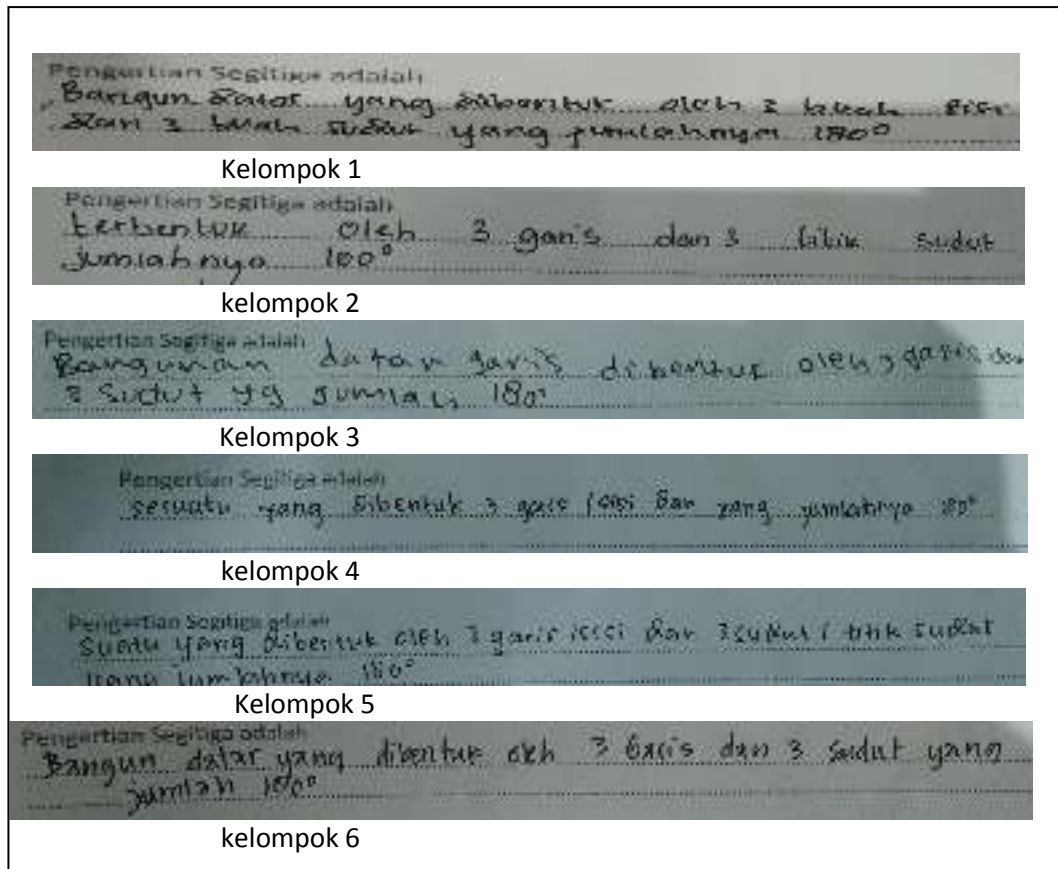 Pengertian Segitiga adalah
Bangun datar yang dibentuk oleh 3 buah sisi
dan 3 buah sudut yang jumlahnya 180°
Kelompok 1
Pengertian Segitiga adalah
terbentuk oleh 3 garis dan 3 titik sudut
jumlahnya 180°
kelompok 2
Pengertian Segitiga adalah
Bangunan datar garis dibentuk oleh 3 garis dan
3 sudut yg jumlah 180°
Kelompok 3
Pengertian Segitiga adalah
sesuatu yang dibentuk 3 garis / sisi dan yang jumlahnya 180°
kelompok 4
Pengertian Segitiga adalah
Suatu yang dibentuk oleh 3 garis / sisi dan 3 sudut / titik sudut
yang jumlahnya 180°
Kelompok 5
Pengertian Segitiga adalah
Bangun datar yang dibentuk oleh 3 Garis dan 3 sudut yang
jumlah 180°
kelompok 6